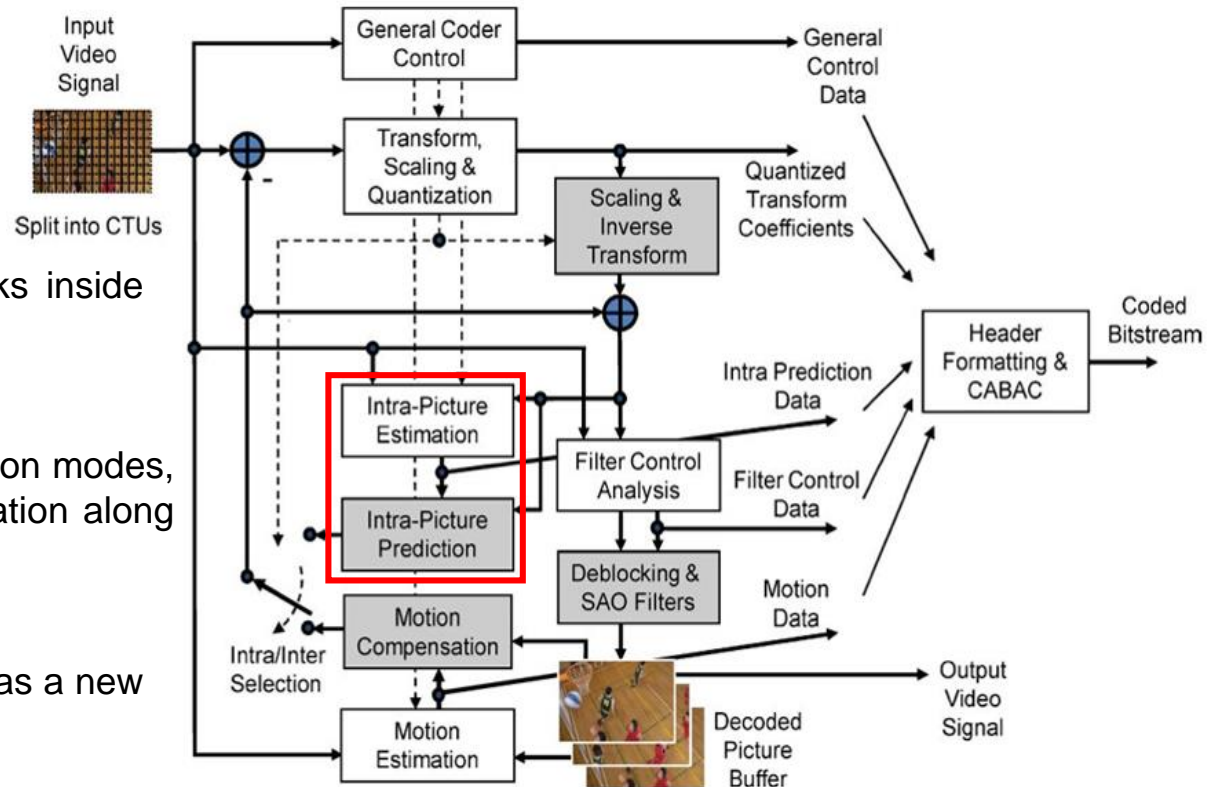 Input
Video
Signal
Split into CTUs
General Coder
Control
General
Control
Data
Transform,
Scaling &
Quantization
-
Quantized
Transform
Coefficients
Scaling &
Inverse
Transform
ks inside
Header
Formatting &
CABAC
Coded
Bitstream
Intra-Picture
Estimation
Intra Prediction
Data
on modes,
ation along
Filter Control
Analysis
Filter Control
Data
Intra-Picture
Prediction
Deblocking &
SAO Filters
Motion
Compensation
Motion
Data
Intra/Inter
Selection
as a new
Output
Video
Signal
Motion
Estimation
Decoded
Picture
Buffer